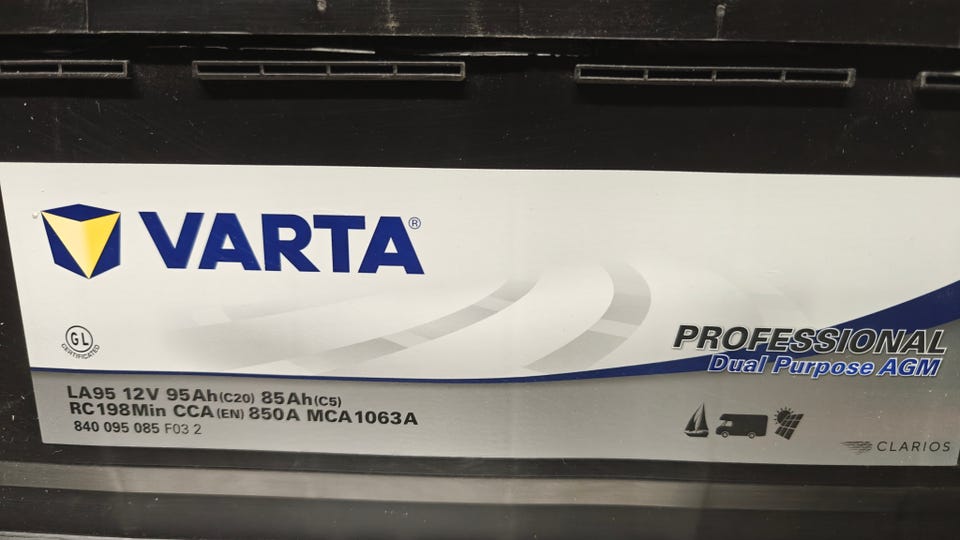 VARTA®
GL
CERTIFICATED
PROFESSIONAL
Dual Purpose AGM
LA95 12V 95Ah(C20) 85Ah(C5)
RC198Min CCA(EN) 850A MCA1063A
840 095 085 F03 2
CLARIOS